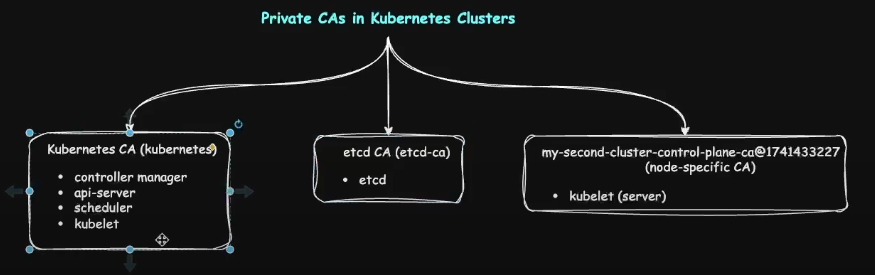 Private CAs in Kubernetes Clusters
Kubernetes CA (kubernetes)
• controller manager
• api-server
• scheduler
• kubelet
etcd CA (etcd-ca)
• etcd
my-second-cluster-control-plane-ca@1741433227
(node-specific CA)
• kubelet (server)